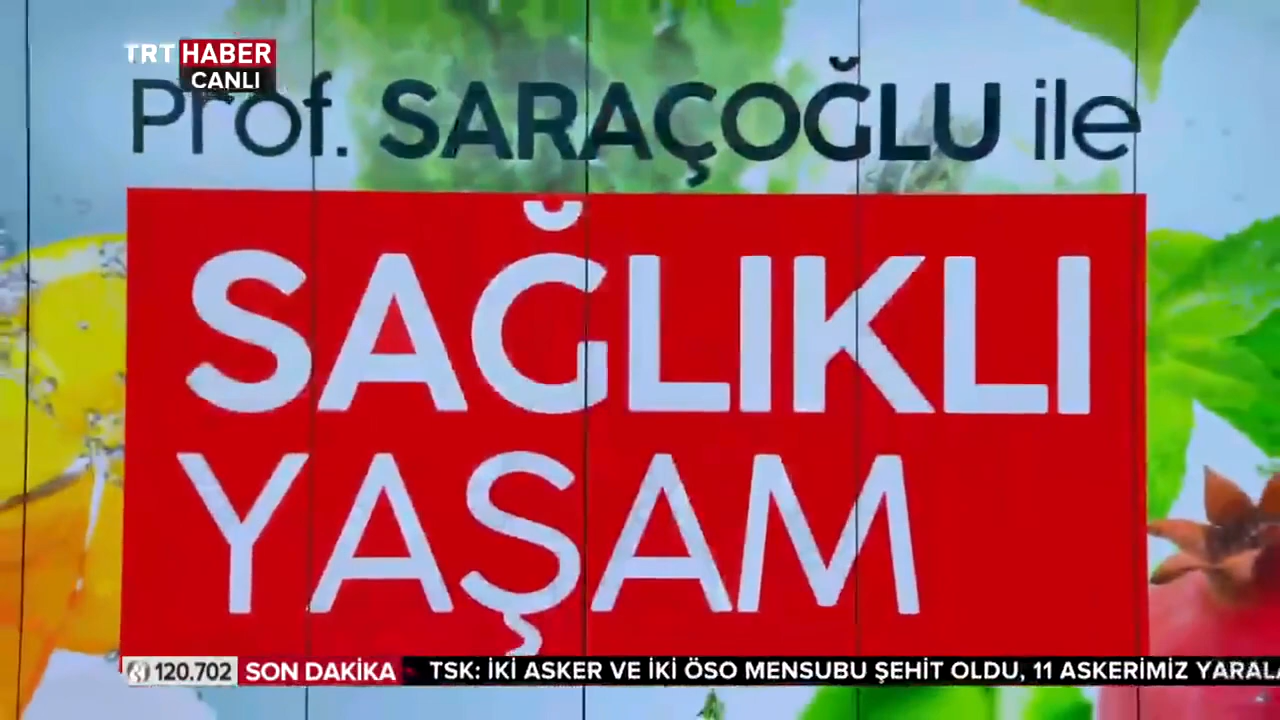 TRT HABER
CANLI
Prof. SARAÇOĞLU ile
SAĞLIKLI
YAŞAM
120.702 SON DAKİKA TSK: İKİ ASKER VE İKİ ÖSO MENSUBU ŞEHİT OLDU, 11 ASKERİMİZ YARALA